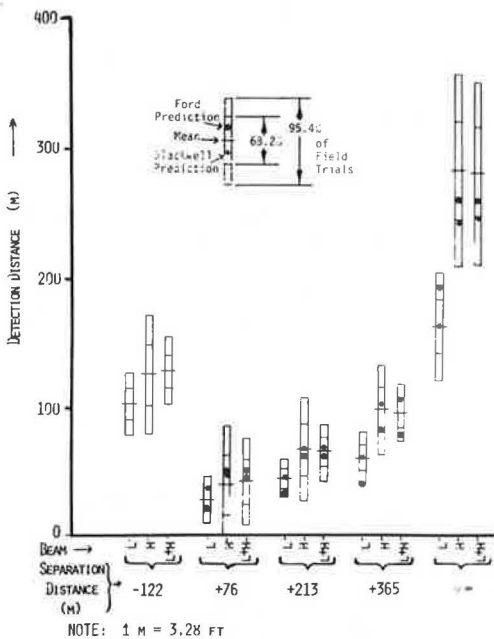 400
300
200
100
0
DETECTION DISTANCE (M)
Ford
Prediction
Mean
Blackwell
Prediction
68.2%
95.4%
of
Field
Trials
BEAM → L H L+H L H L+H L H L+H L H L+H L H L+H
SEPARATION
DISTANCE
(M)
-122 +76 +213 +365
NOTE: 1 M = 3.28 FT